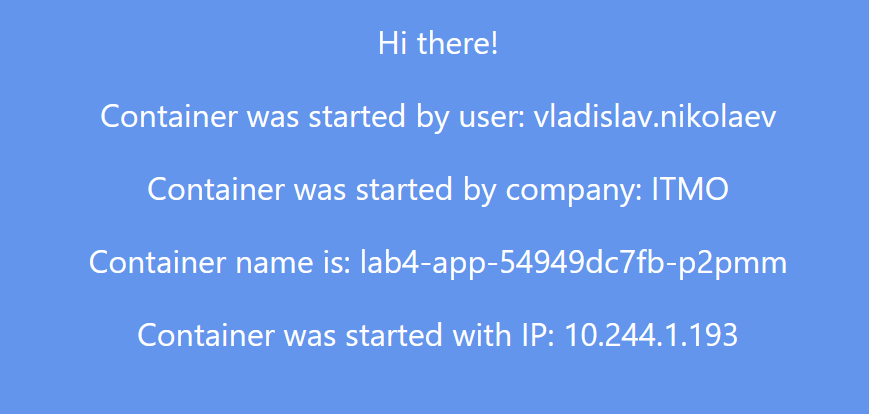 Hi there!
Container was started by user: vladislav.nikolaev
Container was started by company: ITMO
Container name is: lab4-app-54949dc7fb-p2pmm
Container was started with IP: 10.244.1.193